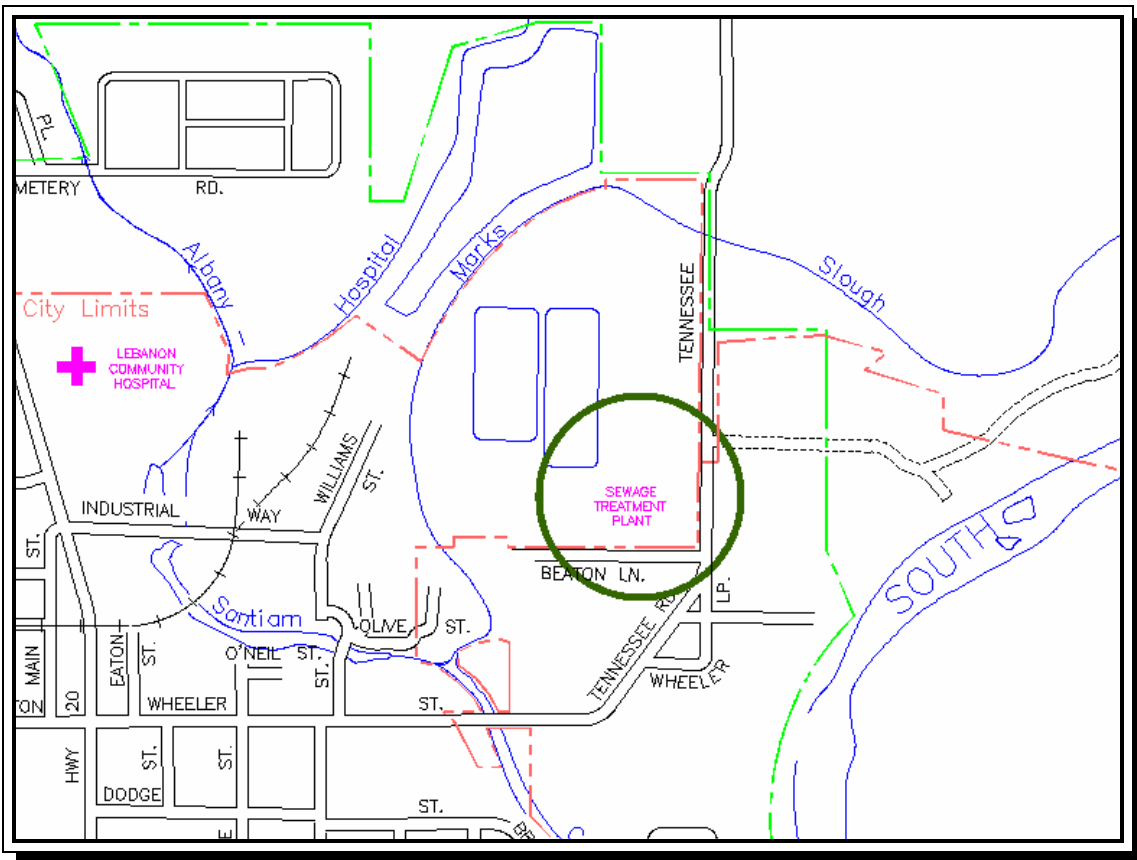 PL.
METERY RD.
Albany
Hospital
Marks
Slough
TENNESSEE
City Limits
LEBANON
COMMUNITY
HOSPITAL
WILLIAMS
ST.
INDUSTRIAL
WAY
SEWAGE
TREATMENT
PLANT
SOUTH
ST.
BEATON LN.
LP.
Santiam
OLIVE ST.
TENNESSEE RD.
O'NEIL ST.
MAIN
EATON
ST.
ST.
WHEELER
TON
20
WHEELER
ST.
HWY
ST.
ST.
DODGE
ST.
E
BR